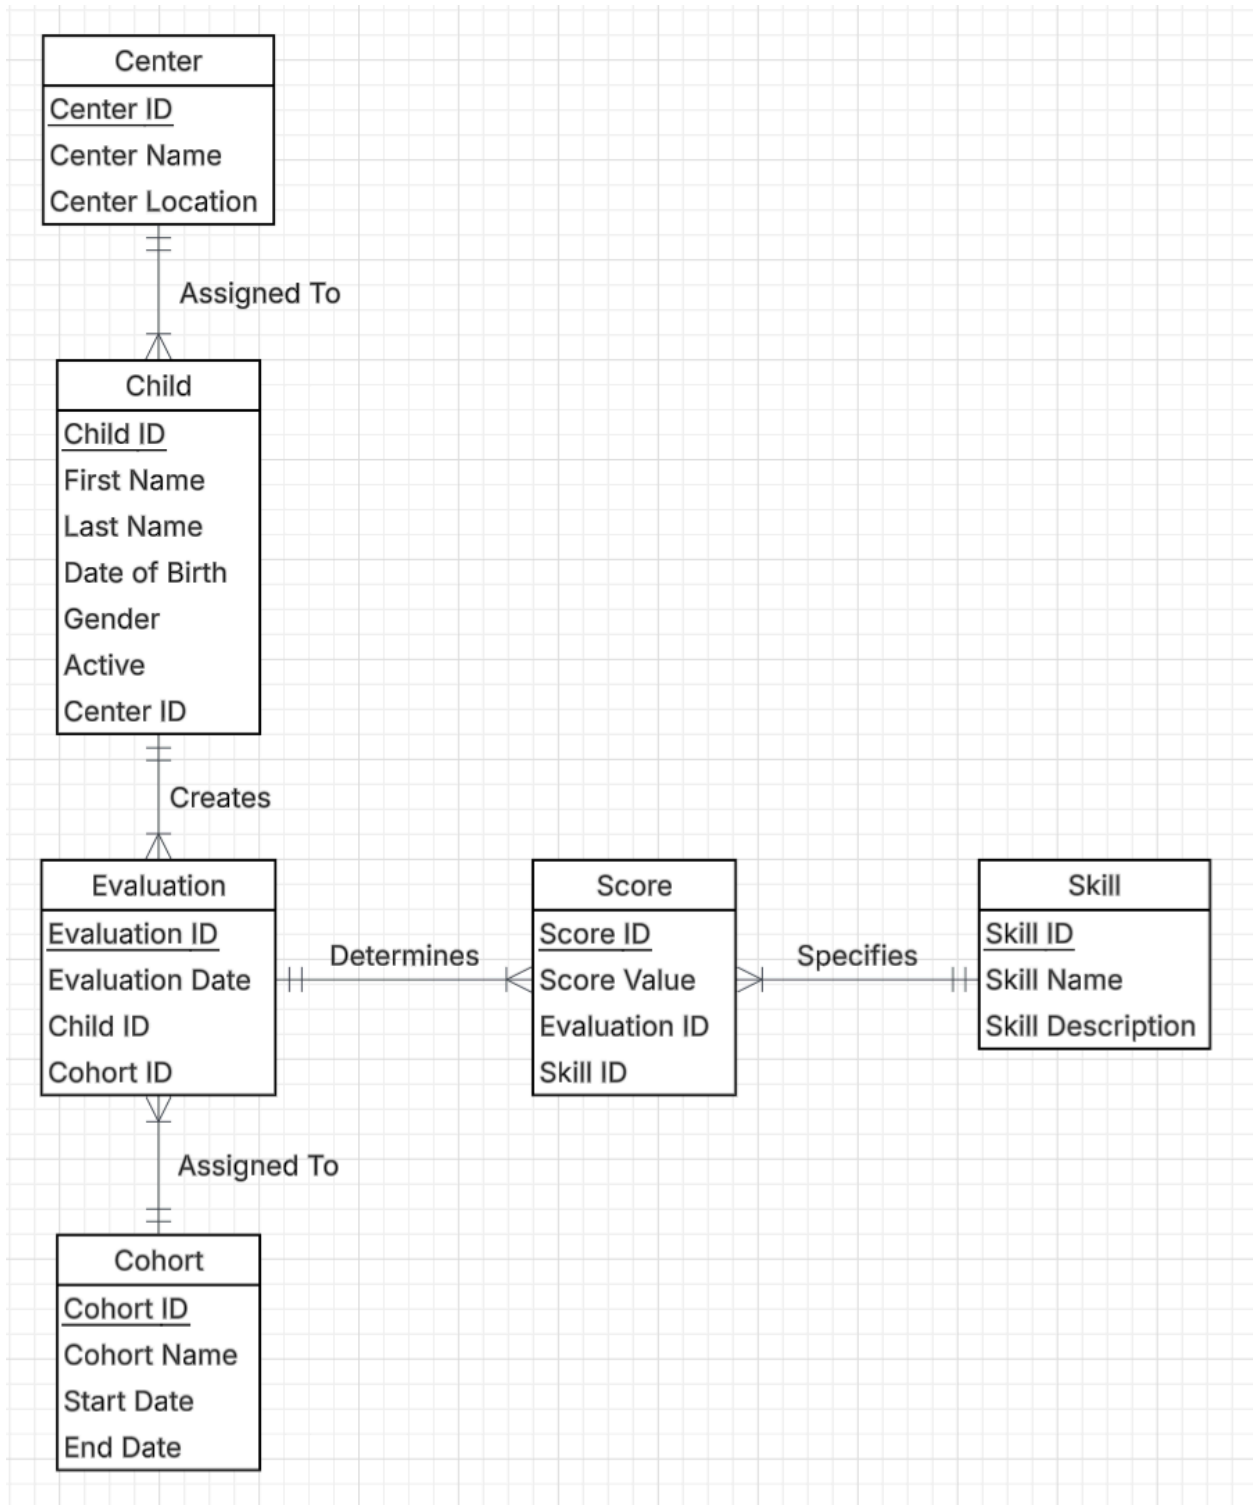 Center
Center ID
Center Name
Center Location
Assigned To
Child
Child ID
First Name
Last Name
Date of Birth
Gender
Active
Center ID
Creates
Evaluation
Evaluation ID
Evaluation Date
Child ID
Cohort ID
Determines
Score
Score ID
Score Value
Evaluation ID
Skill ID
Specifies
Skill
Skill ID
Skill Name
Skill Description
Assigned To
Cohort
Cohort ID
Cohort Name
Start Date
End Date